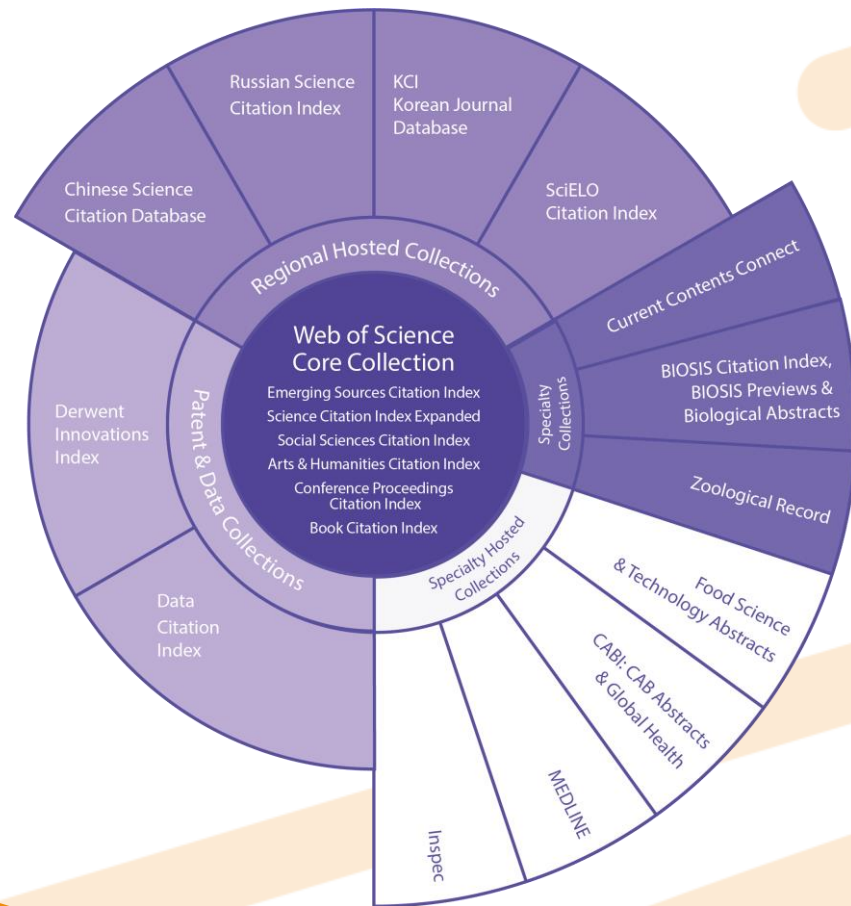 Russian Science
Citation Index
KCI
Korean Journal
Database
Chinese Science
Citation Database
SciELO
Citation Index
Regional Hosted Collections
Current Contents Connect
BIOSIS Citation Index,
BIOSIS Previews &
Biological Abstracts
Zoological Record
Specialty
Collections
Web of Science
Core Collection
Emerging Sources Citation Index
Science Citation Index Expanded
Social Sciences Citation Index
Arts & Humanities Citation Index
Conference Proceedings
Citation Index
Book Citation Index
Derwent
Innovations
Index
Patent & Data Collections
Data
Citation
Index
Specialty Hosted
Collections
Food Science
& Technology Abstracts
CABI: CAB Abstracts
& Global Health
MEDLINE
Inspec